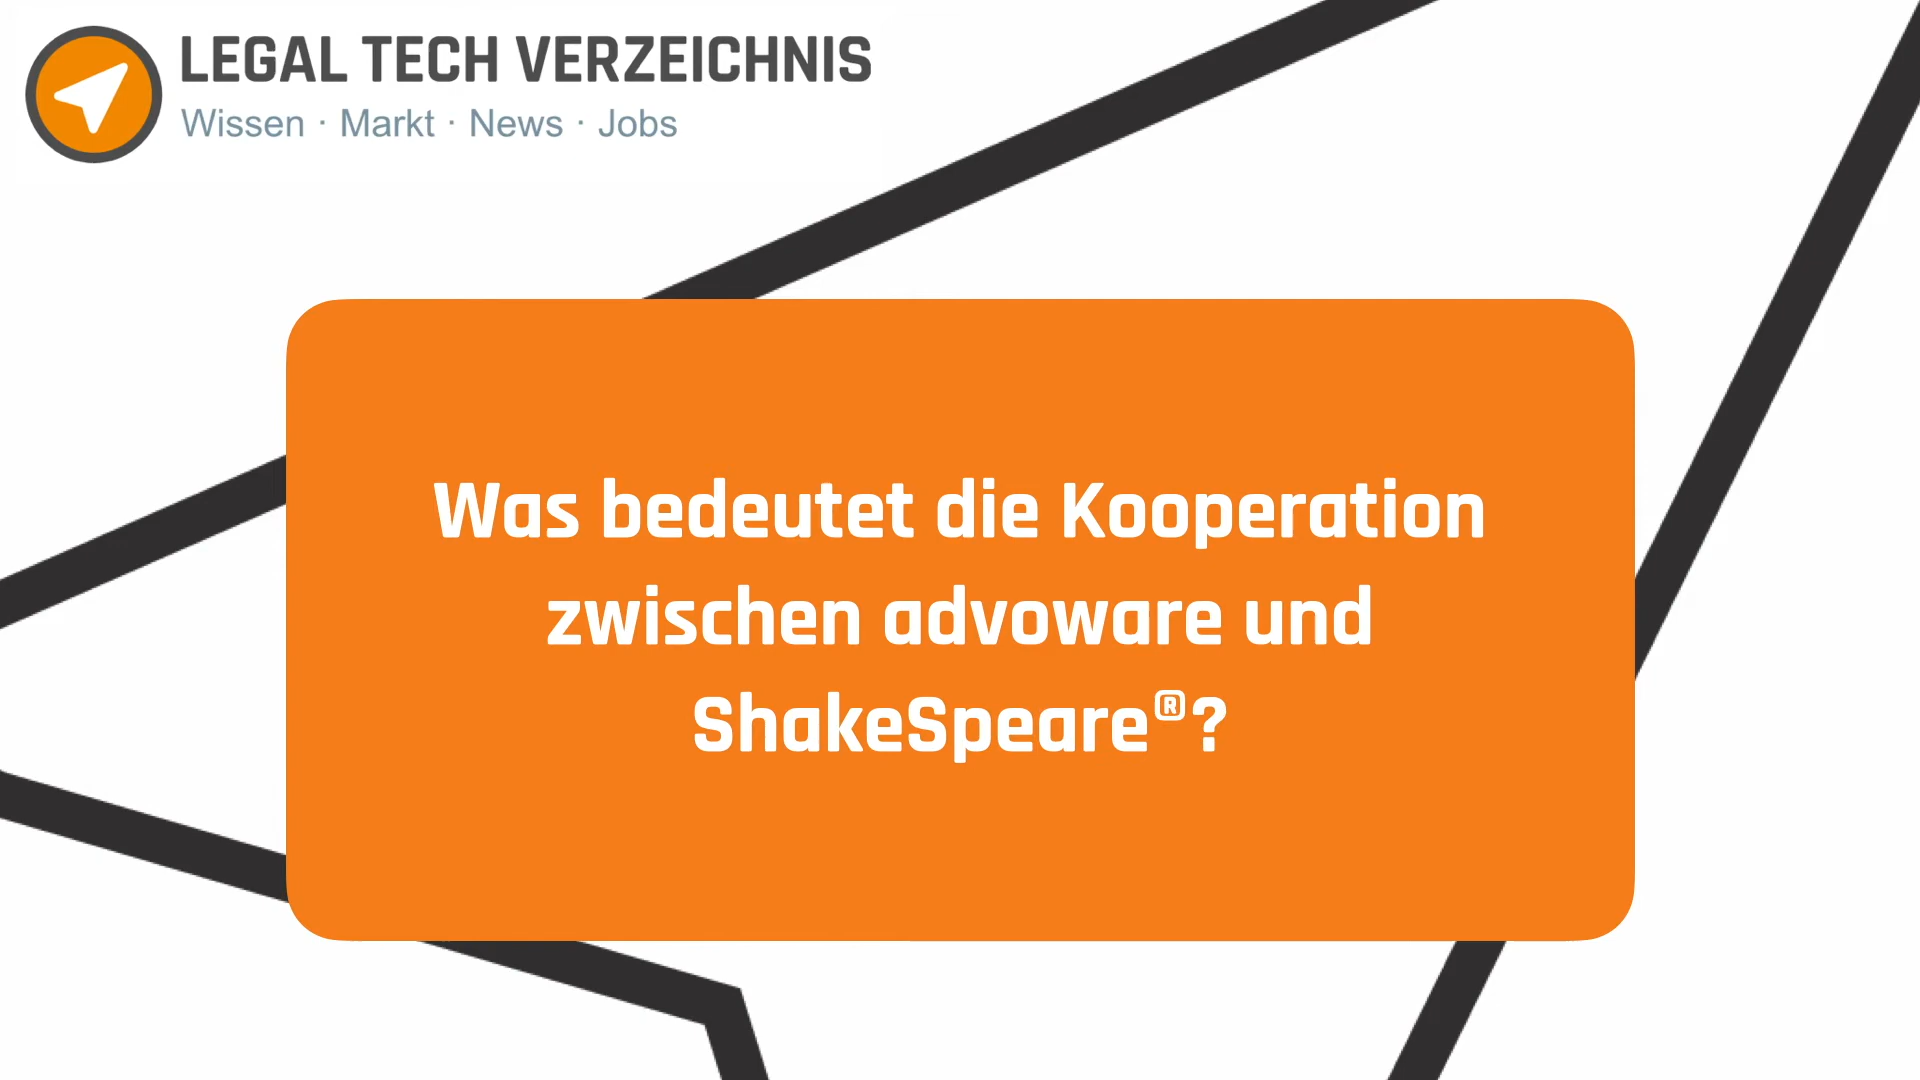 LEGAL TECH VERZEICHNIS
Wissen · Markt · News · Jobs
Was bedeutet die Kooperation
zwischen advoware und
ShakeSpeare®?